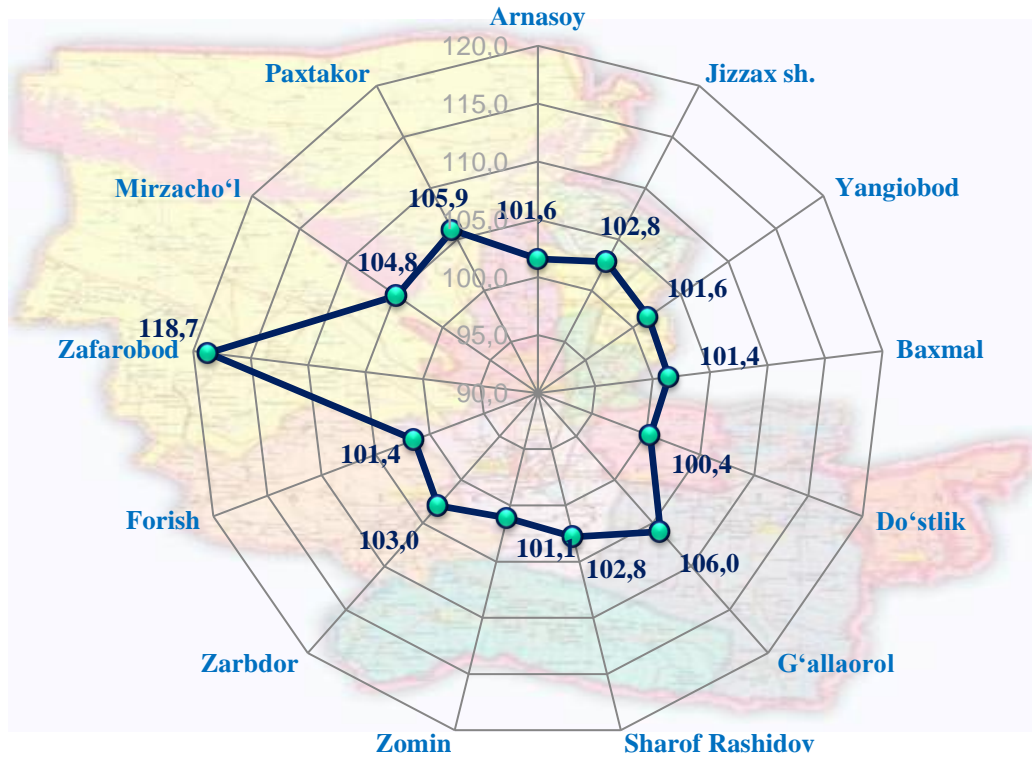 Arnasoy
120,0
Paxtakor
Jizzax sh.
115,0
110,0
Mirzacho‘l
Yangiobod
105,9
101,6
105,0
102,8
104,8
100,0
101,6
118,7
Zafarobod
95,0
101,4
Baxmal
90,0
101,4
100,4
Forish
Do‘stlik
103,0
101,1
102,8
106,0
Zarbdor
G‘allaorol
Zomin
Sharof Rashidov